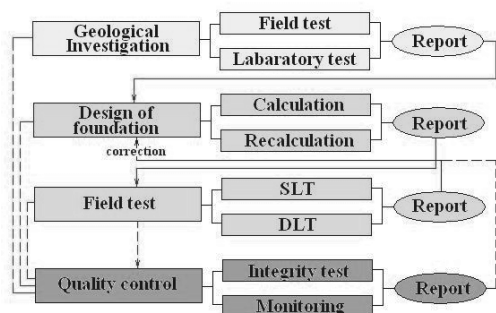 Geological
Investigation
Field test
Labaratory test
Report
Design of
foundation
Calculation
Recalculation
Report
correction
Field test
SLT
DLT
Report
Quality control
Integrity test
Monitoring
Report